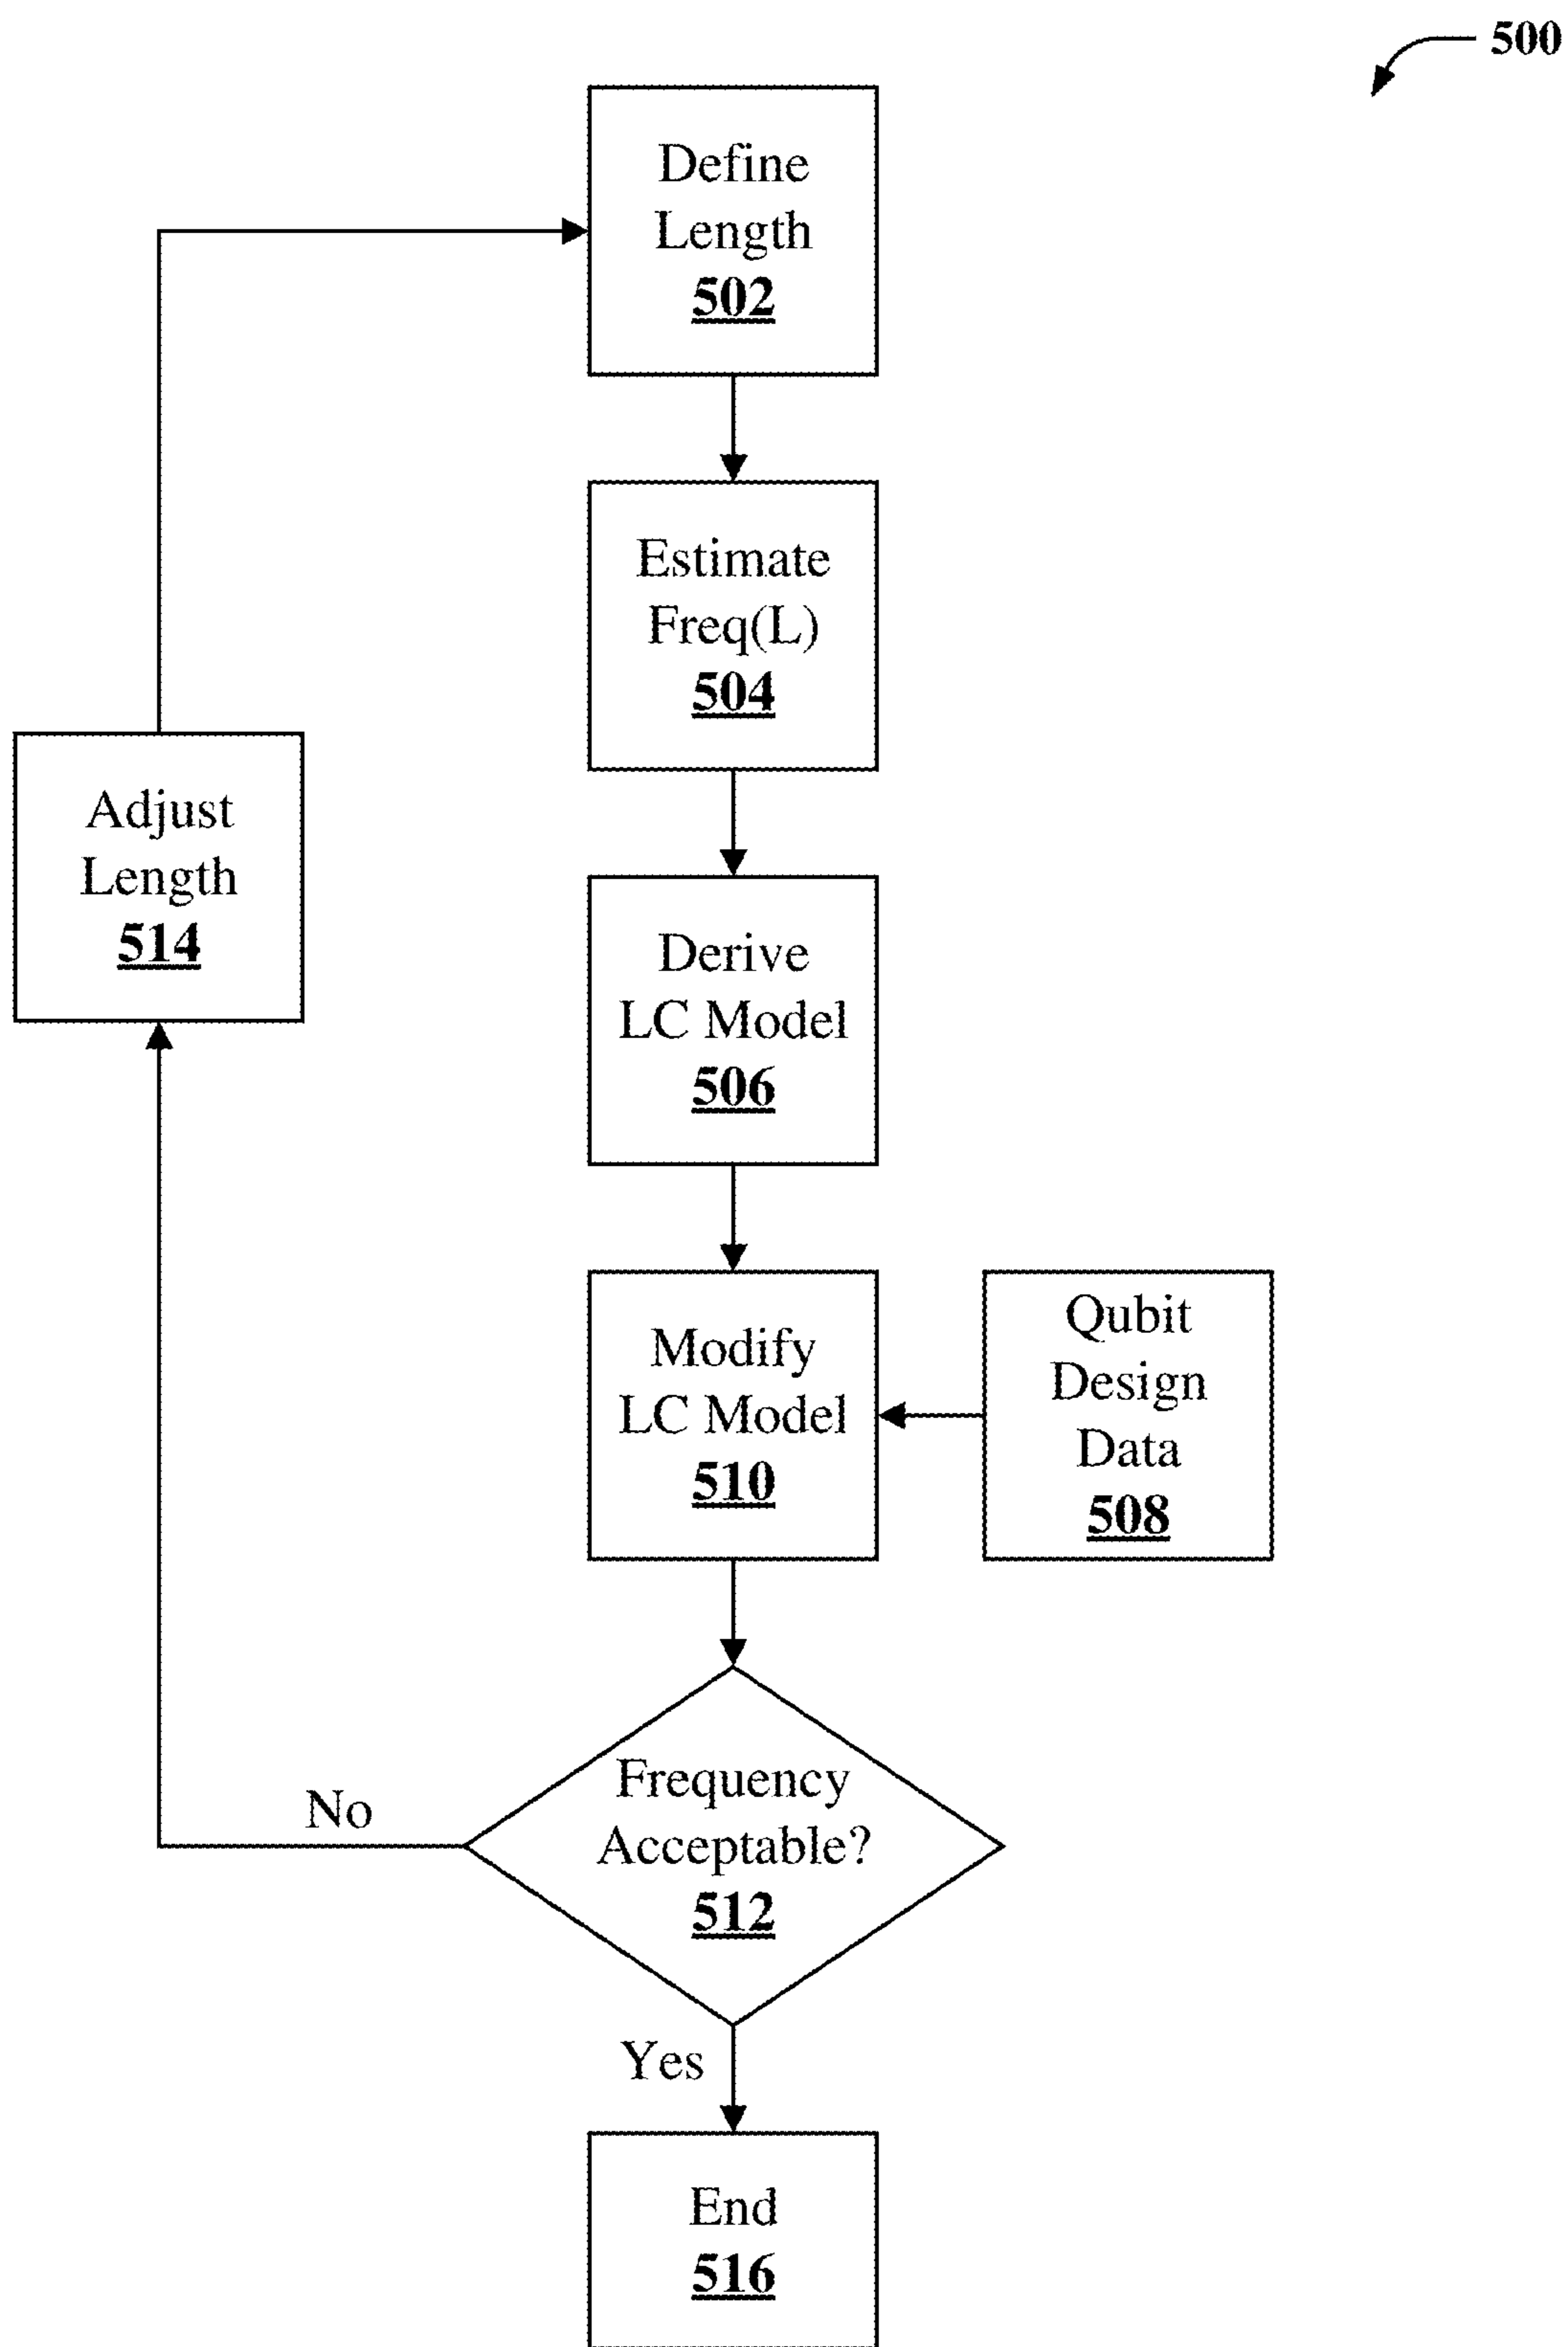 500
Define
Length
502
Estimate
Freq(L)
504
Adjust
Length
514
Derive
LC Model
506
Modify
LC Model
510
Qubit
Design
Data
508
Frequency
Acceptable?
512
No
Yes
End
516